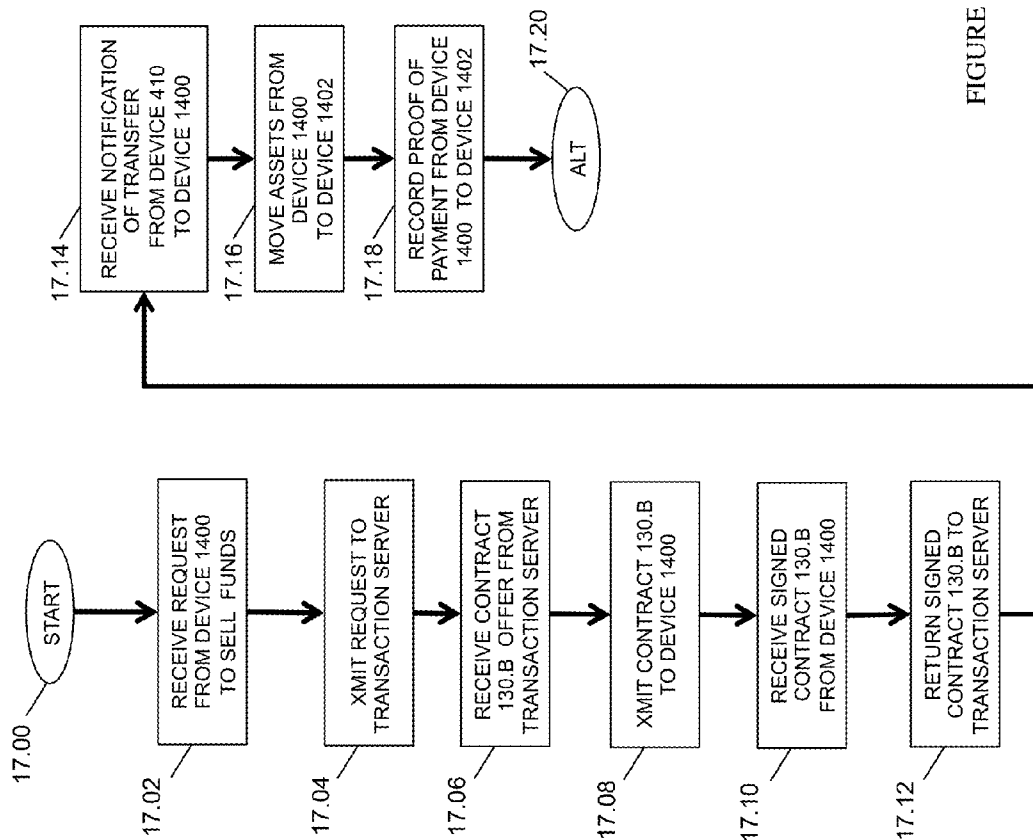 17.00
START
17.02
RECEIVE REQUEST
FROM DEVICE 1400
TO SELL FUNDS
17.04
XMIT REQUEST TO
TRANSACTION SERVER
17.06
RECEIVE CONTRACT
130.B OFFER FROM
TRANSACTION SERVER
17.08
XMIT CONTRACT 130.B
TO DEVICE 1400
17.10
RECEIVE SIGNED
CONTRACT 130.B
FROM DEVICE 1400
17.12
RETURN SIGNED
CONTRACT 130.B TO
TRANSACTION SERVER
17.14
RECEIVE NOTIFICATION
OF TRANSFER
FROM DEVICE 410
TO DEVICE 1400
17.16
MOVE ASSETS FROM
DEVICE 1400
TO DEVICE 1402
17.18
RECORD PROOF OF
PAYMENT FROM DEVICE
1400 TO DEVICE 1402
17.20
ALT
FIGURE